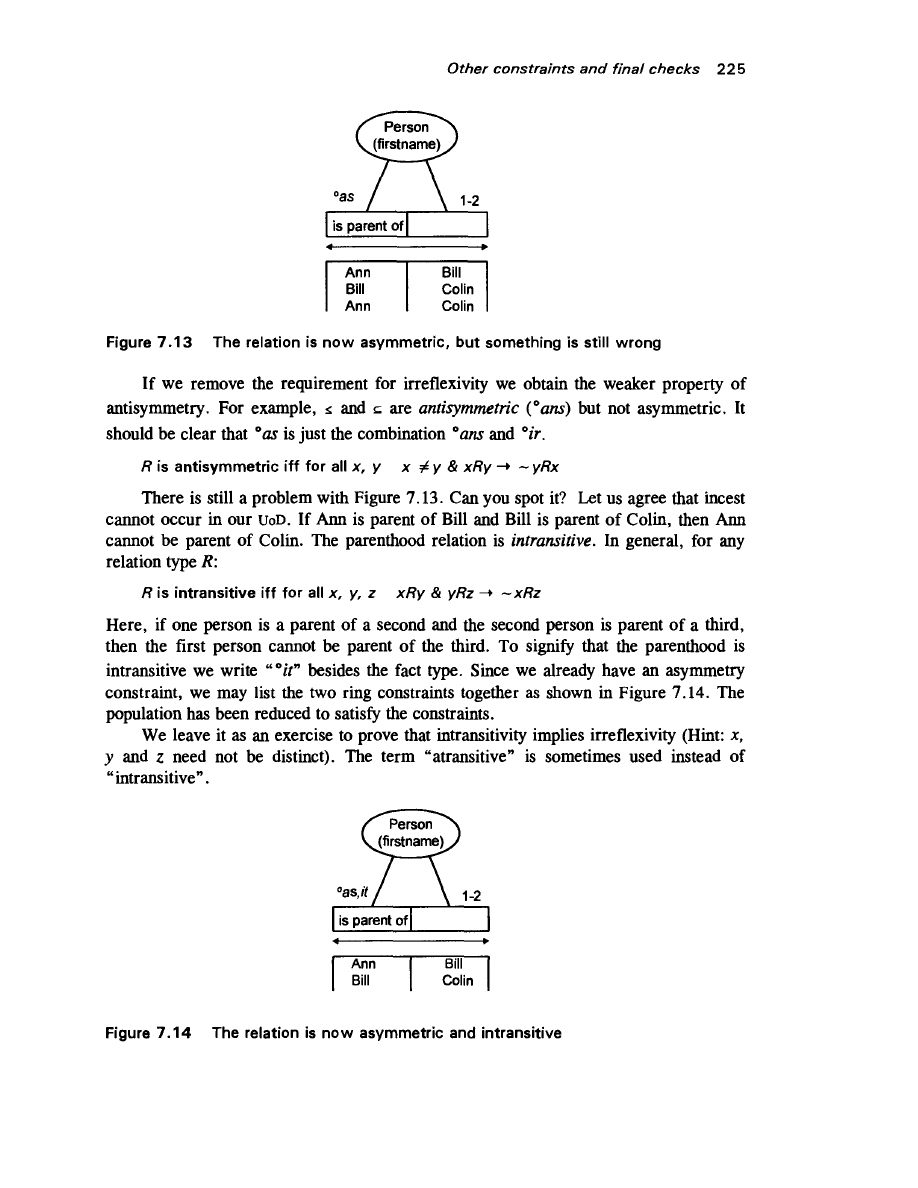 Other constraints and final checks 225
Person
(firstname)
°as
1-2
is parent of
Ann Bill
Bill Colin
Ann Colin
Figure 7.13 The relation is now asymmetric, but something is still wrong
If we remove the requirement for irreflexivity we obtain the weaker property of
antisymmetry. For example, ≤ and ⊆ are antisymmetric (°ans) but not asymmetric. It
should be clear that °as is just the combination °ans and °ir.
R is antisymmetric iff for all x, y x ≠ y & xRy → ~yRx
There is still a problem with Figure 7.13. Can you spot it? Let us agree that incest
cannot occur in our UoD. If Ann is parent of Bill and Bill is parent of Colin, then Ann
cannot be parent of Colin. The parenthood relation is intransitive. In general, for any
relation type R:
R is intransitive iff for all x, y, z xRy & yRz → ~xRz
Here, if one person is a parent of a second and the second person is parent of a third,
then the first person cannot be parent of the third. To signify that the parenthood is
intransitive we write “°it” besides the fact type. Since we already have an asymmetry
constraint, we may list the two ring constraints together as shown in Figure 7.14. The
population has been reduced to satisfy the constraints.
We leave it as an exercise to prove that intransitivity implies irreflexivity (Hint: x,
y and z need not be distinct). The term “atransitive” is sometimes used instead of
“intransitive”.
Person
(firstname)
°as,it
1-2
is parent of
Ann Bill
Bill Colin
Figure 7.14 The relation is now asymmetric and intransitive